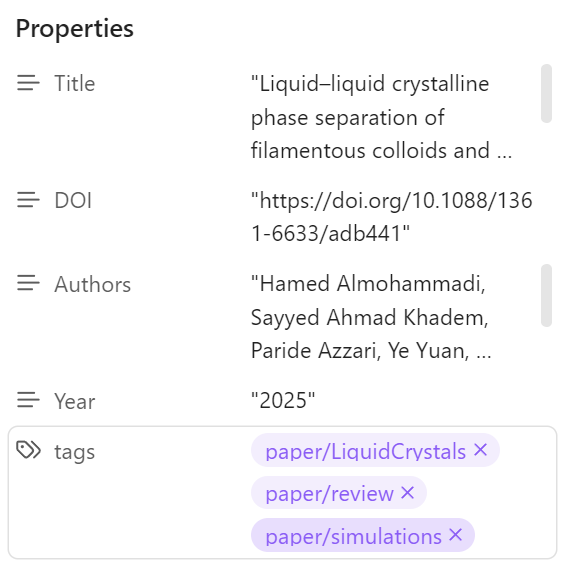 Properties
Title
"Liquid–liquid crystalline
phase separation of
filamentous colloids and ...
DOI
"https://doi.org/10.1088/136
1-6633/adb441"
Authors
"Hamed Almohammadi,
Sayyed Ahmad Khadem,
Paride Azzari, Ye Yuan, ...
Year
"2025"
tags
paper/LiquidCrystals ×
paper/review ×
paper/simulations ×